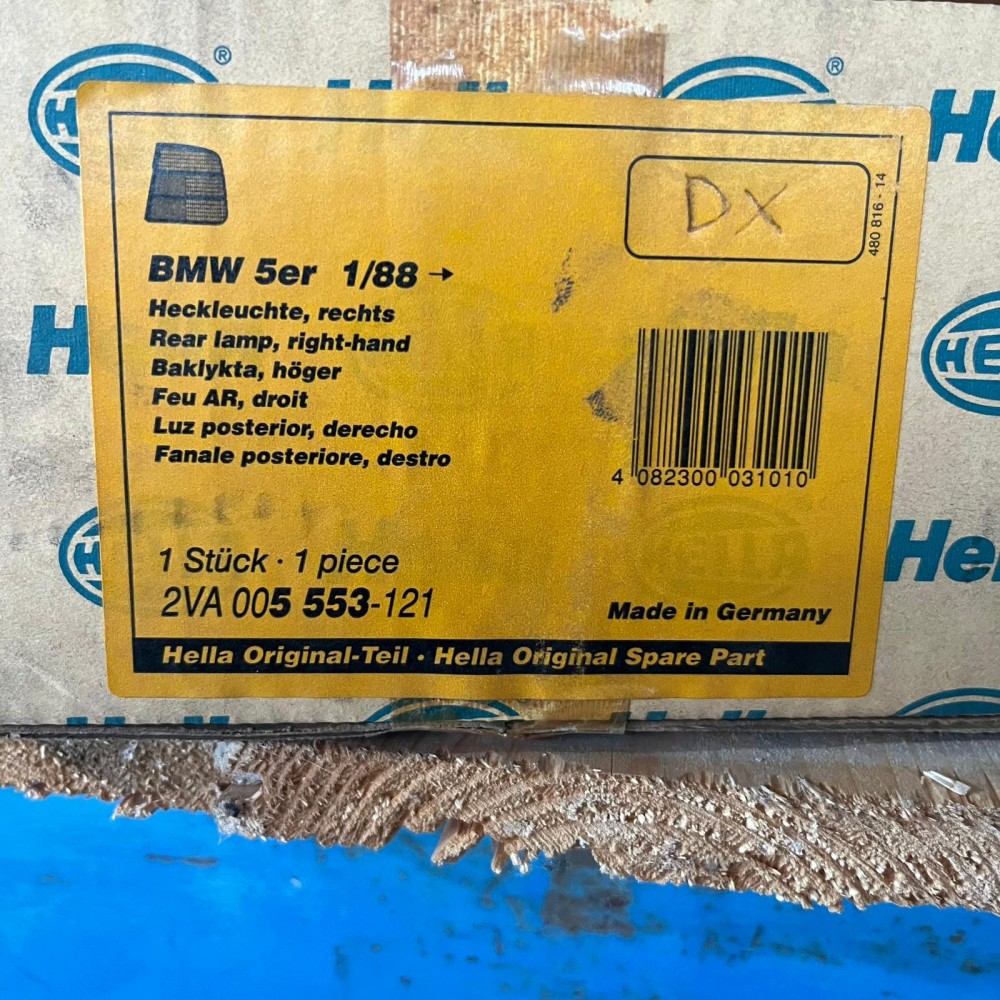 DX
480 816 - 14
BMW 5er 1/88 →
Heckleuchte, rechts
Rear lamp, right-hand
Baklykta, höger
Feu AR, droit
Luz posterior, derecho
Fanale posteriore, destro
4 082300 031010
1 Stück · 1 piece
2VA 005 553-121
Made in Germany
Hella Original-Teil · Hella Original Spare Part